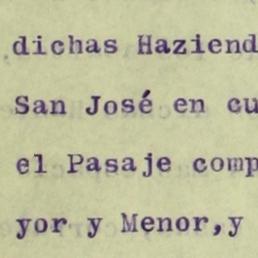 dichas Haziend
San José en cu
el Pasaje comp
yor y Menor,y